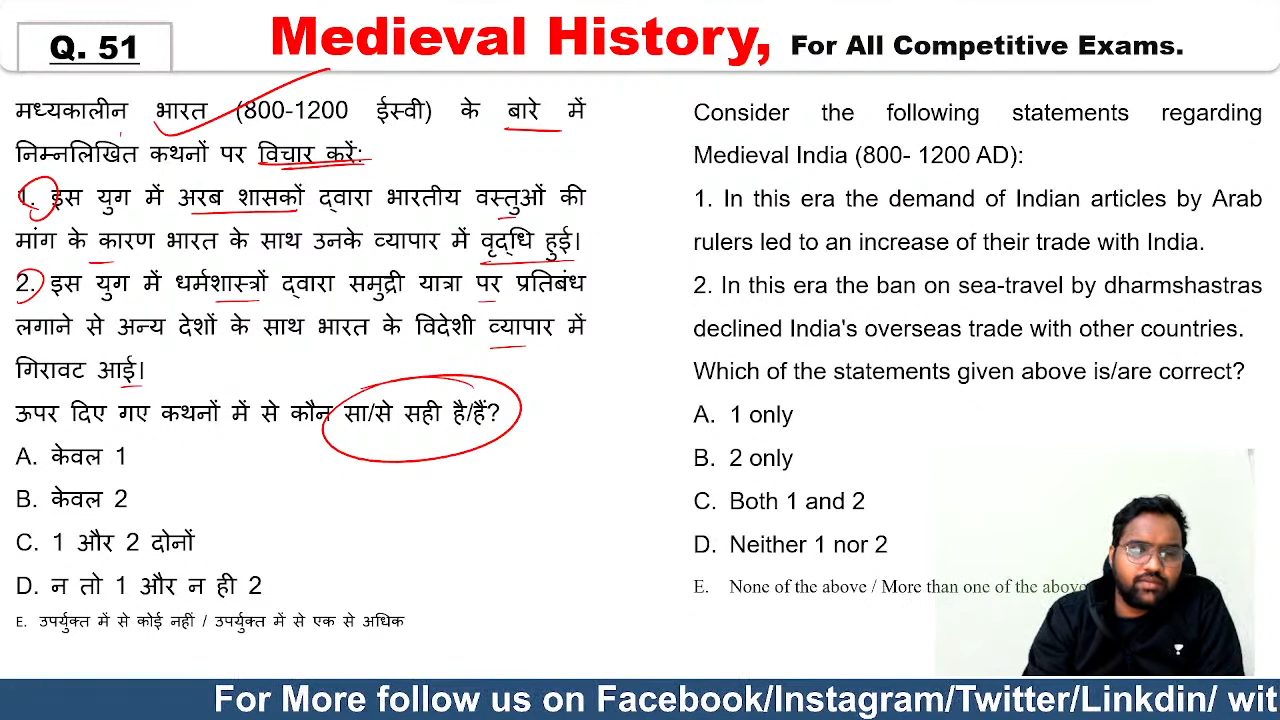 Q. 51
Medieval History, For All Competitive Exams.
मध्यकालीन भारत (800-1200 ईस्वी) के बारे में
निम्नलिखित कथनों पर विचार करें:
1. इस युग में अरब शासकों द्वारा भारतीय वस्तुओं की
मांग के कारण भारत के साथ उनके व्यापार में वृद्धि हुई।
2. इस युग में धर्मशास्त्रों द्वारा समुद्री यात्रा पर प्रतिबंध
लगाने से अन्य देशों के साथ भारत के विदेशी व्यापार में
गिरावट आई।
ऊपर दिए गए कथनों में से कौन सा/से सही है/हैं?
A. केवल 1
B. केवल 2
C. 1 और 2 दोनों
D. न तो 1 और न ही 2
E. उपर्युक्त में से कोई नहीं / उपर्युक्त में से एक से अधिक
Consider the following statements regarding
Medieval India (800- 1200 AD):
1. In this era the demand of Indian articles by Arab
rulers led to an increase of their trade with India.
2. In this era the ban on sea-travel by dharmshastras
declined India's overseas trade with other countries.
Which of the statements given above is/are correct?
A. 1 only
B. 2 only
C. Both 1 and 2
D. Neither 1 nor 2
E. None of the above / More than one of the above
For More follow us on Facebook/Instagram/Twitter/Linkdin/ wit